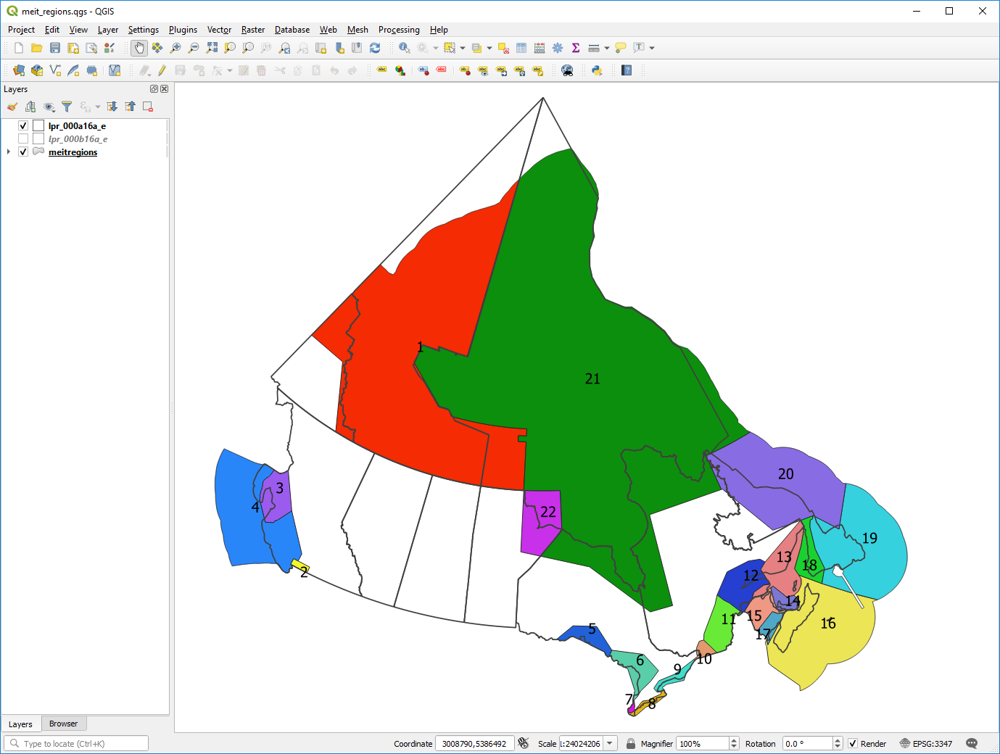 meit_regions.qgs - QGIS
Project Edit View Layer Settings Plugins Vector Raster Database Web Mesh Processing Help
Layers
lpr_000a16a_e
lpr_000b16a_e
meitregions
1
21
20
3
4
22
19
13
18
2
12
14
15
11
16
5
17
6
10
9
7
8
Layers Browser
Type to locate (Ctrl+K)
Coordinate 3008790,5386492 Scale 1:24024206 Magnifier 100% Rotation 0.0 ° Render EPSG:3347